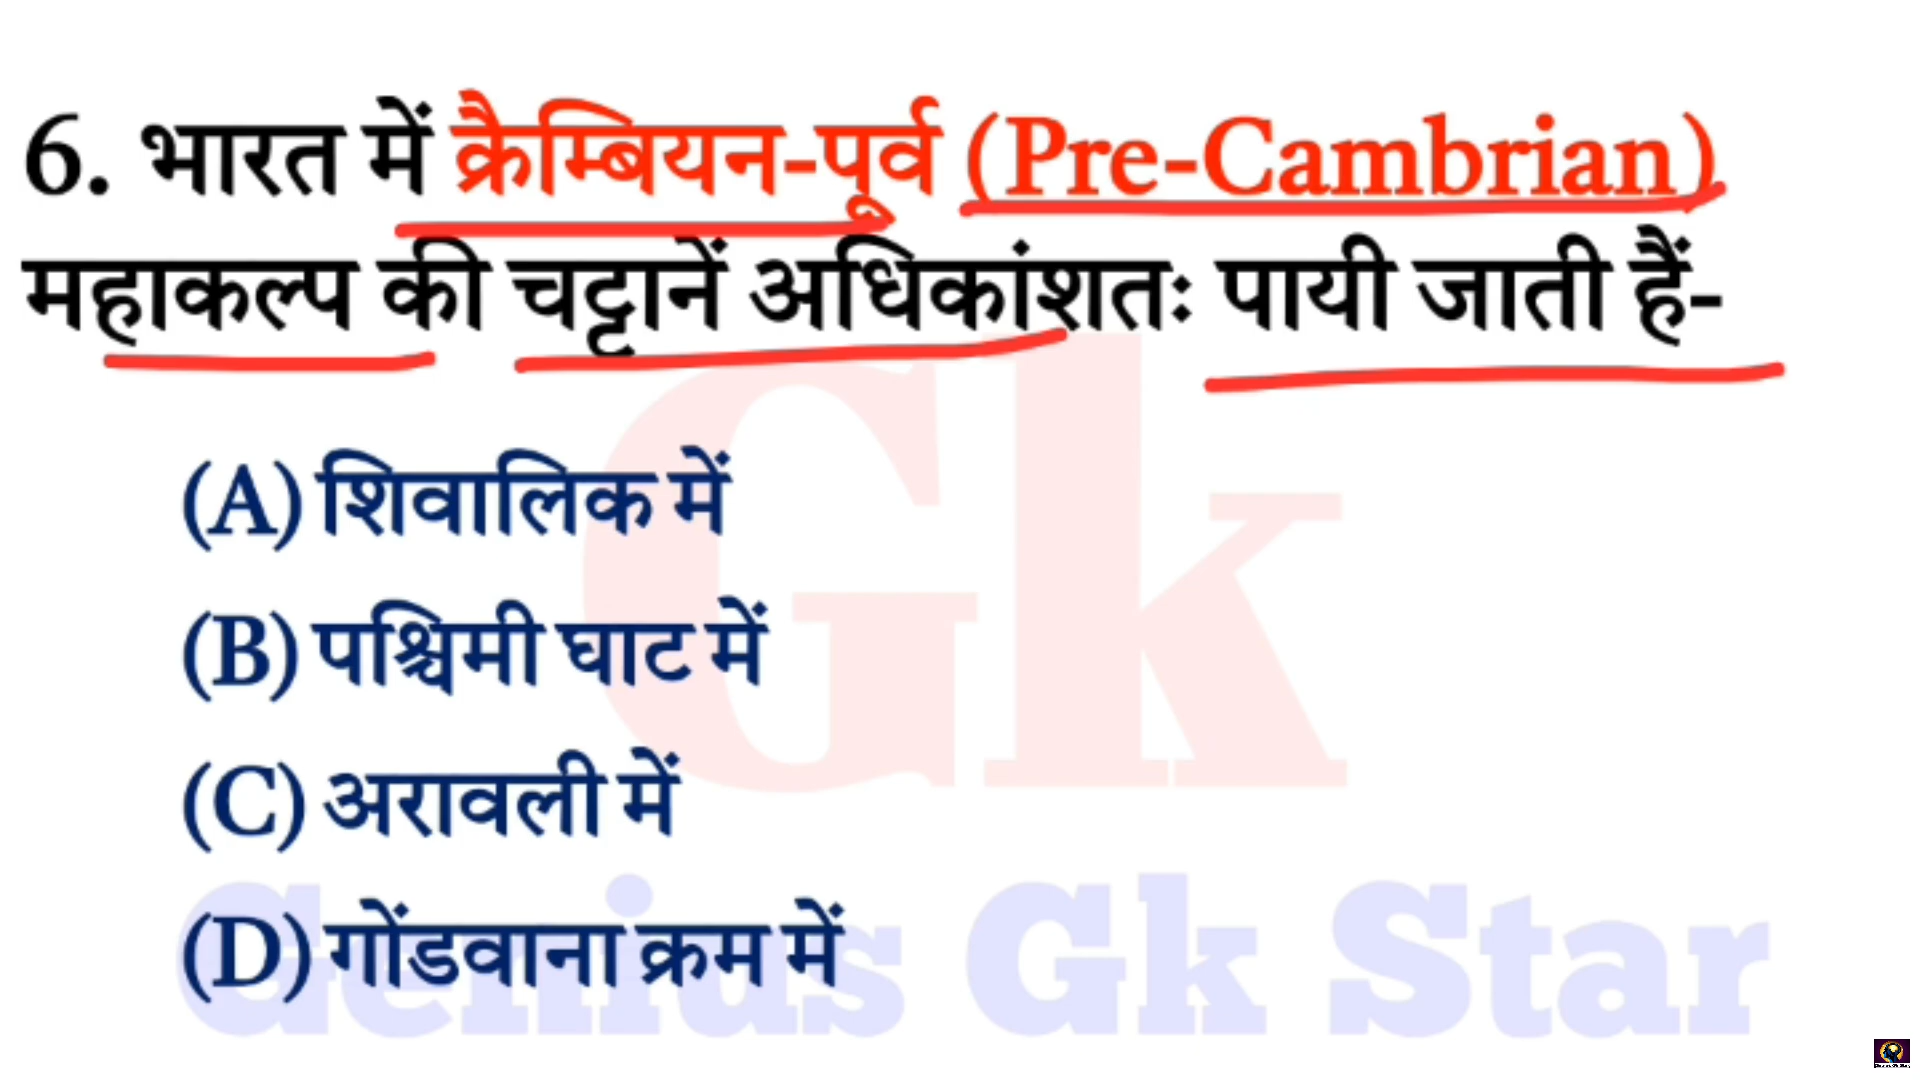 6. भारत में क्रैम्बियन-पूर्व (Pre-Cambrian)
महाकल्प की चट्टानें अधिकांशतः पायी जाती हैं-
Gk
(A) शिवालिक में
(B) पश्चिमी घाट में
(C) अरावली में
(D) गोंडवाना क्रम में
Genius Gk Star